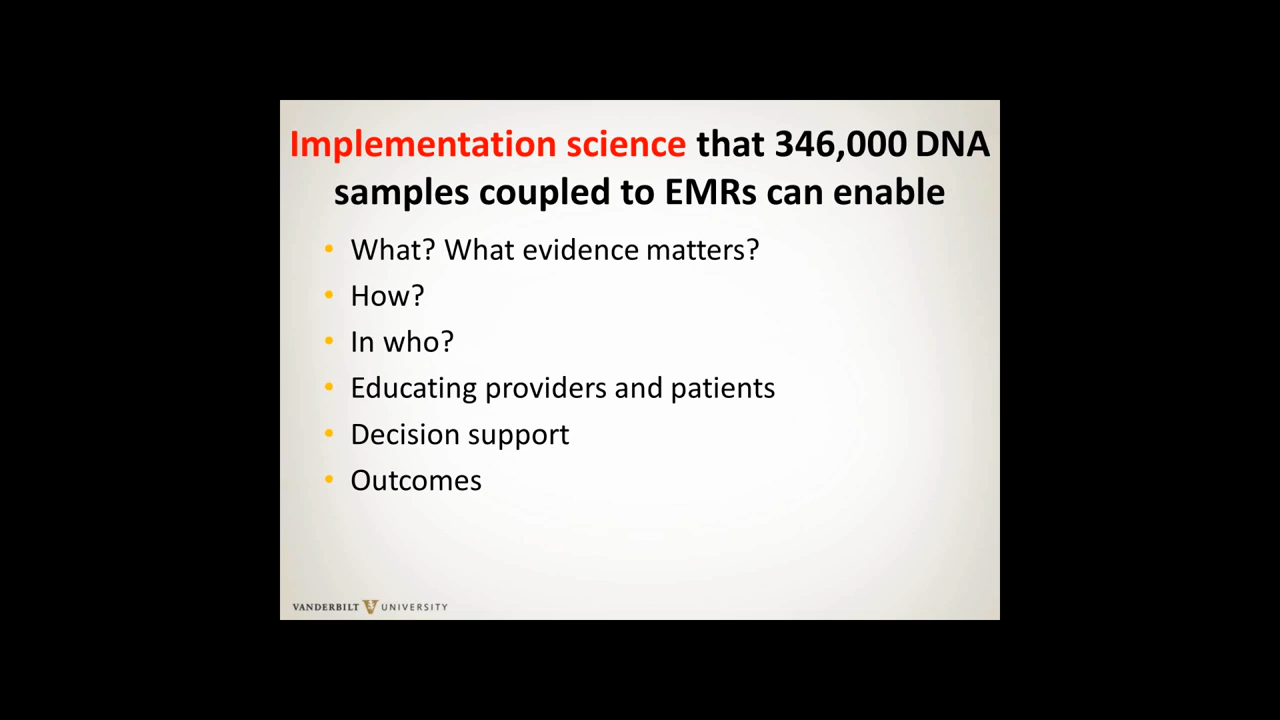 Implementation science that 346,000 DNA
samples coupled to EMRs can enable
• What? What evidence matters?
• How?
• In who?
• Educating providers and patients
• Decision support
• Outcomes
VANDERBILT UNIVERSITY